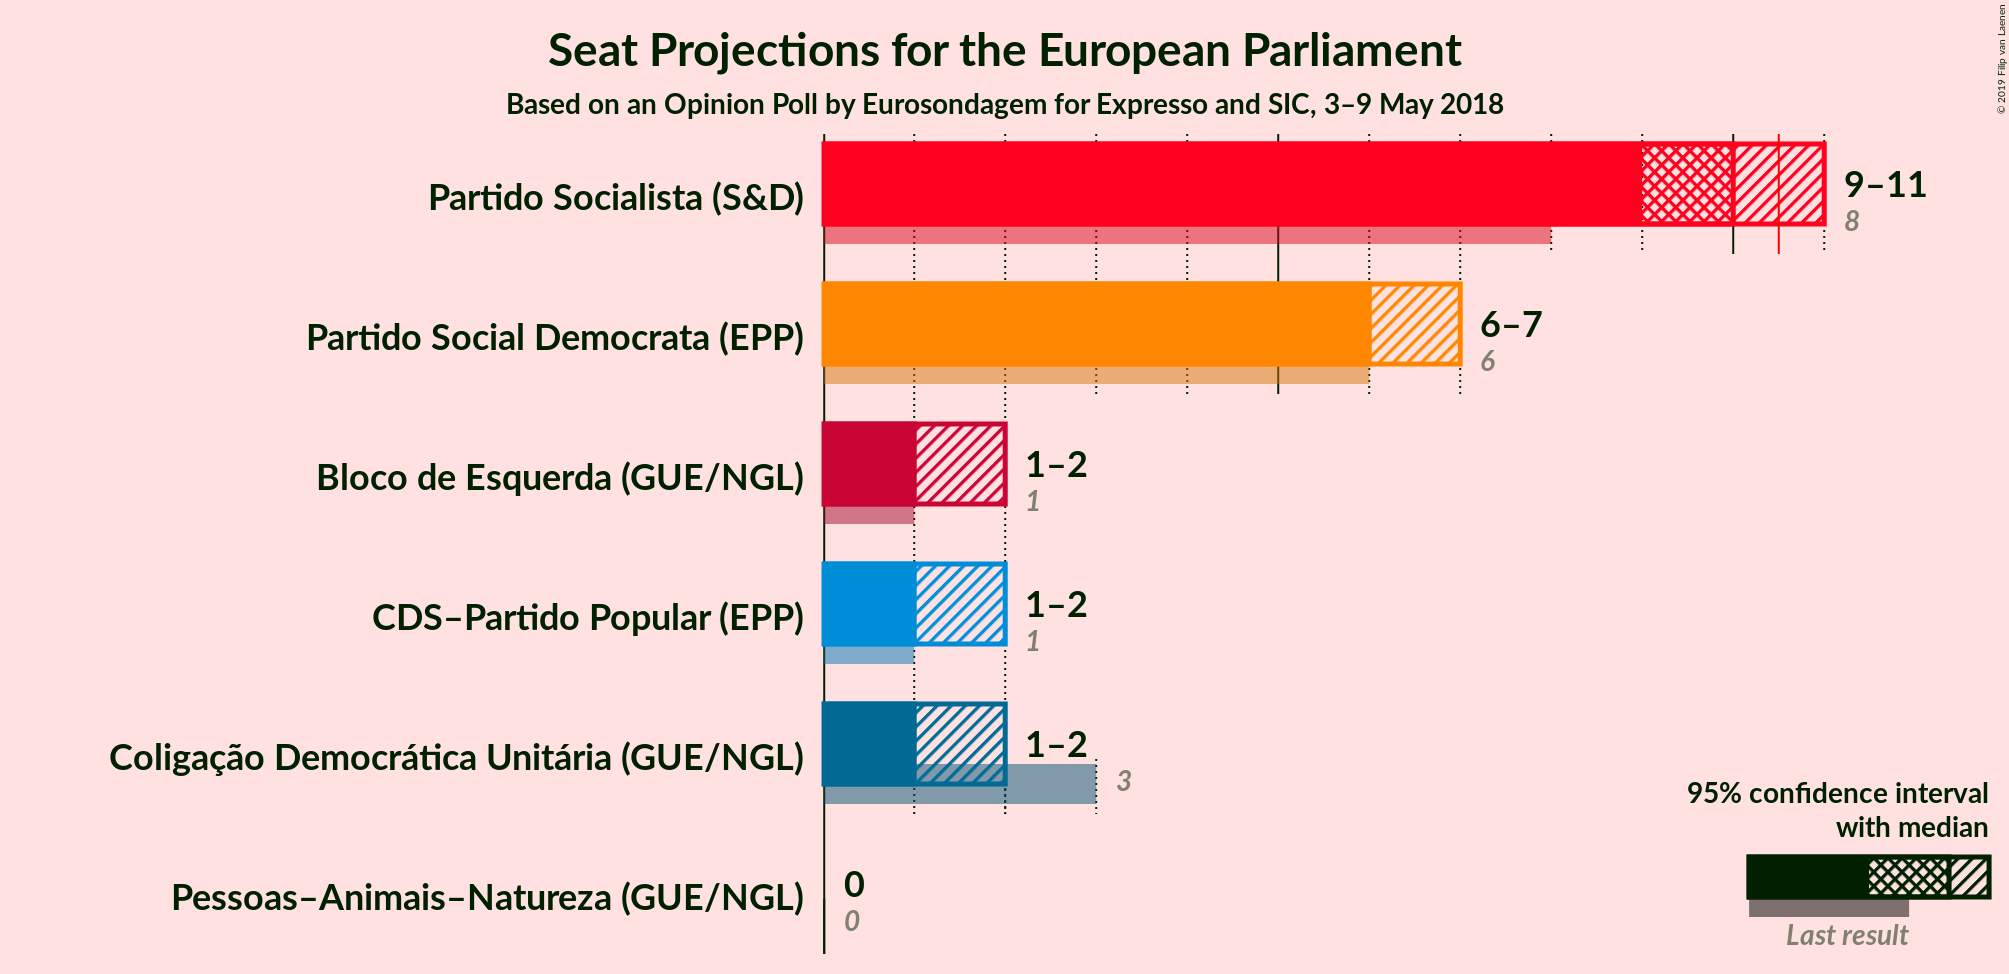 Seat Projections for the European Parliament
Based on an Opinion Poll by Eurosondagem for Expresso and SIC, 3–9 May 2018
© 2019 Filip van Laenen
Partido Socialista (S&D)
9–11
8
Partido Social Democrata (EPP)
6–7
6
Bloco de Esquerda (GUE/NGL)
1–2
1
CDS–Partido Popular (EPP)
1–2
1
Coligação Democrática Unitária (GUE/NGL)
1–2
3
Pessoas–Animais–Natureza (GUE/NGL)
0
0
95% confidence interval
with median
Last result